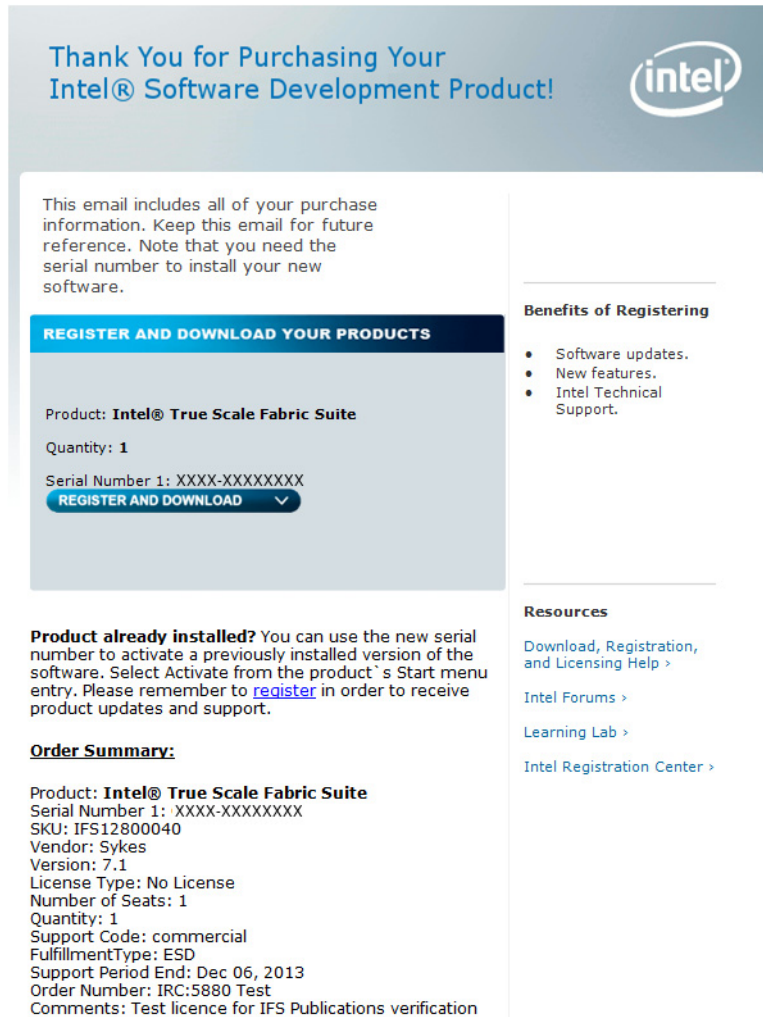 Thank You for Purchasing Your
Intel® Software Development Product!
intel
This email includes all of your purchase
information. Keep this email for future
reference. Note that you need the
serial number to install your new
software.
REGISTER AND DOWNLOAD YOUR PRODUCTS
Product: Intel® True Scale Fabric Suite
Quantity: 1
Serial Number 1: XXXX-XXXXXXXX
REGISTER AND DOWNLOAD
Benefits of Registering
• Software updates.
• New features.
• Intel Technical
Support.
Product already installed? You can use the new serial
number to activate a previously installed version of the
software. Select Activate from the product`s Start menu
entry. Please remember to register in order to receive
product updates and support.
Order Summary:
Product: Intel® True Scale Fabric Suite
Serial Number 1: XXXX-XXXXXXXX
SKU: IFS12800040
Vendor: Sykes
Version: 7.1
License Type: No License
Number of Seats: 1
Quantity: 1
Support Code: commercial
FulfillmentType: ESD
Support Period End: Dec 06, 2013
Order Number: IRC:5880 Test
Comments: Test licence for IFS Publications verification
Resources
Download, Registration,
and Licensing Help ›
Intel Forums ›
Learning Lab ›
Intel Registration Center ›